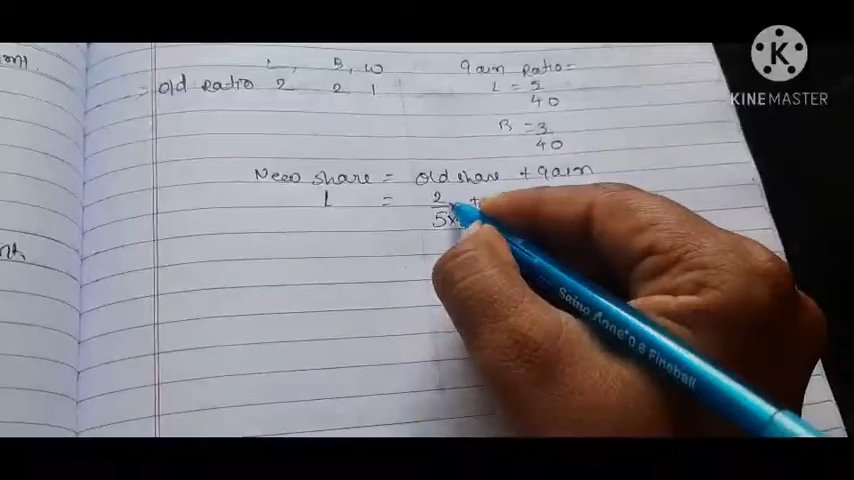 L, B, W
Old Ratio 2 2 1
Gain Ratio =
L = 5
40
B = 3
40
New share = old share + gain
L = 2 +
5x
K
KINEMASTER
Saino Anne° 0.6 Fineball